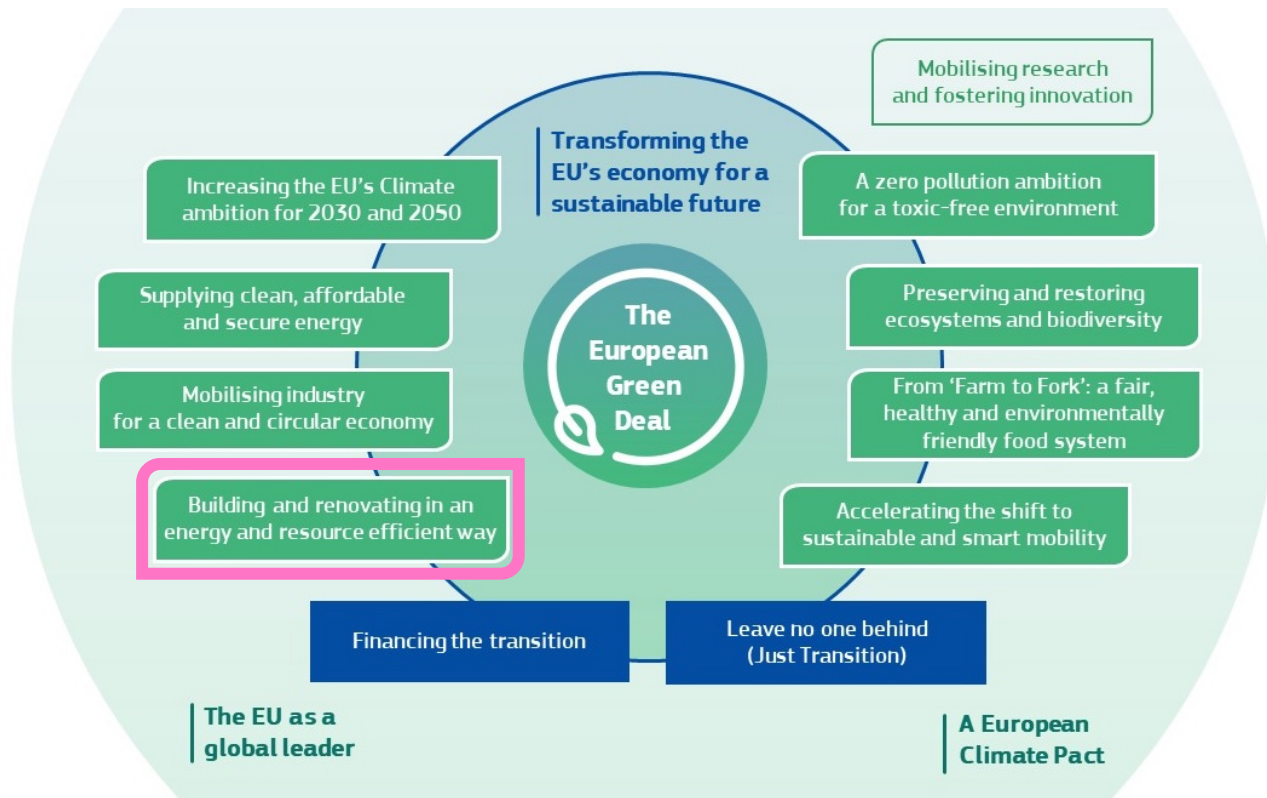 Mobilising research
and fostering innovation
Transforming the
EU's economy for a
sustainable future
Increasing the EU's Climate
ambition for 2030 and 2050
A zero pollution ambition
for a toxic-free environment
Supplying clean, affordable
and secure energy
Preserving and restoring
ecosystems and biodiversity
The
European
Green
Deal
Mobilising industry
for a clean and circular economy
From ‘Farm to Fork’: a fair,
healthy and environmentally
friendly food system
Building and renovating in an
energy and resource efficient way
Accelerating the shift to
sustainable and smart mobility
Financing the transition
Leave no one behind
(Just Transition)
The EU as a
global leader
A European
Climate Pact